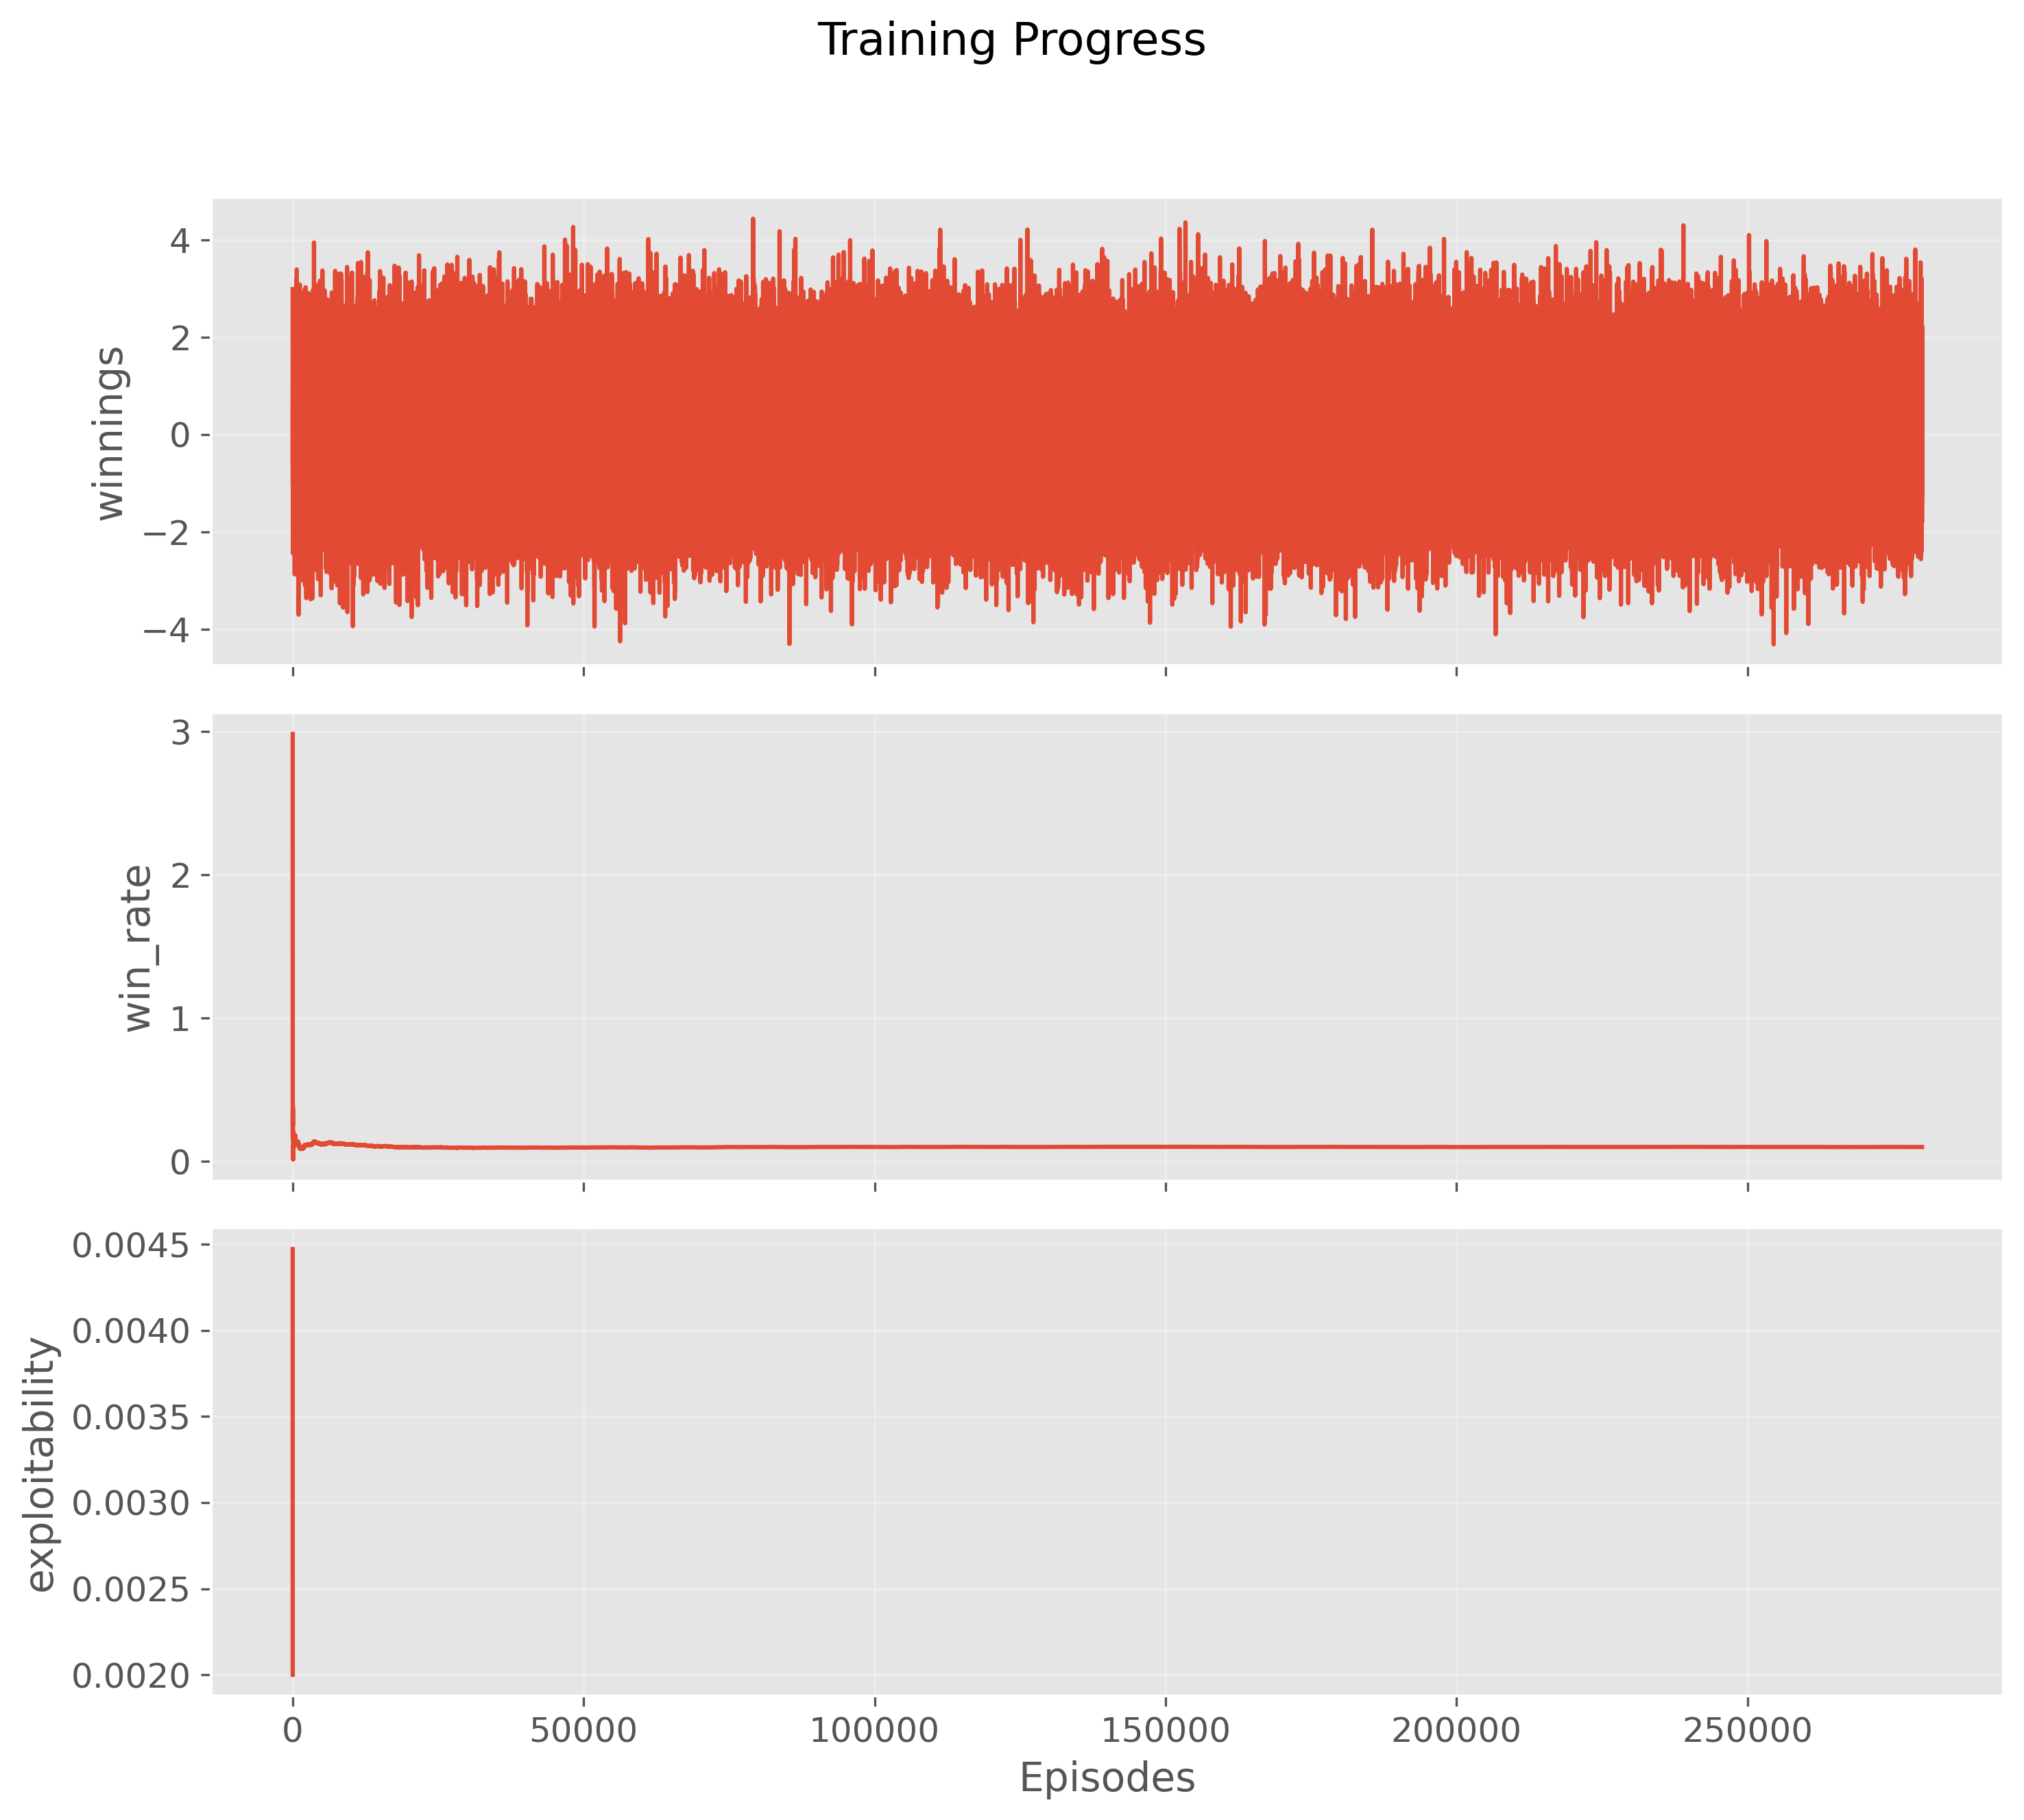 Training Progress
4
2
0
−2
−4
winnings
3
2
1
0
win_rate
0.0045
0.0040
0.0035
0.0030
0.0025
0.0020
exploitability
0 50000 100000 150000 200000 250000
Episodes